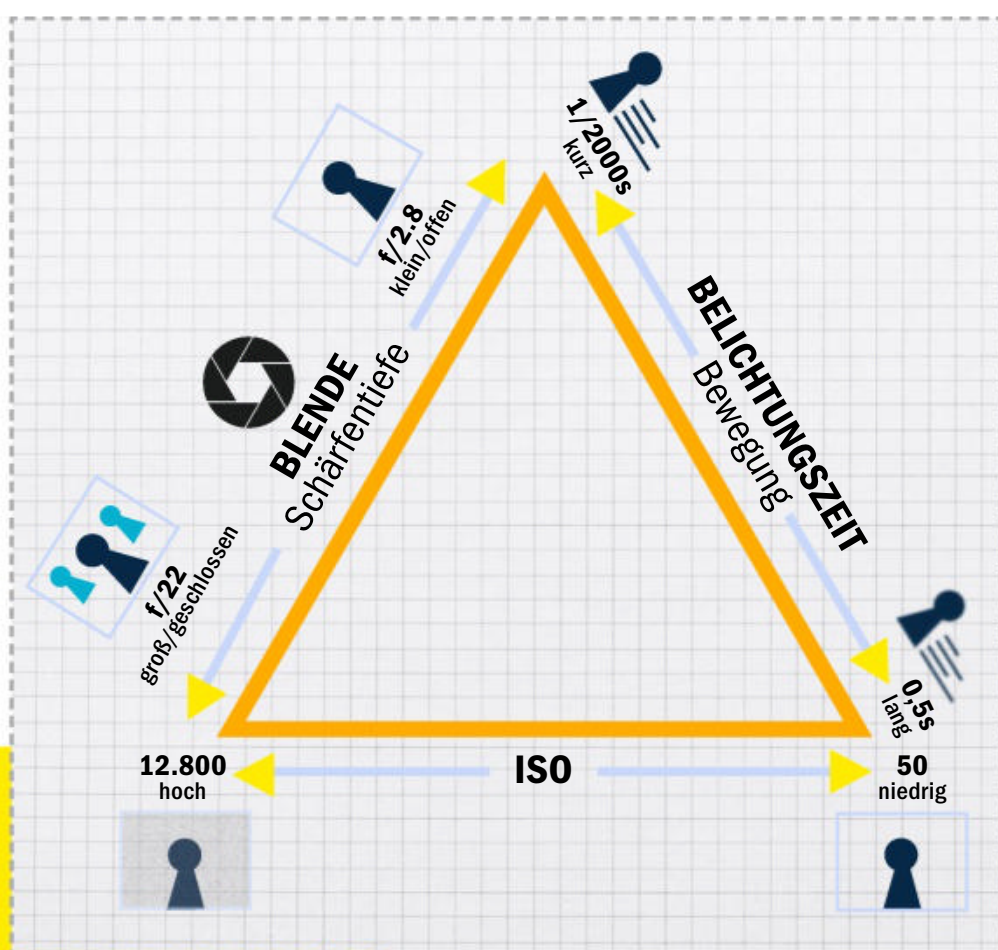 1/2000s
kurz
f/2.8
klein/offen
BLENDE
Schärfentiefe
BELICHTUNGSZEIT
Bewegung
f/22
groß/geschlossen
0,5s
lang
12.800
hoch
ISO
50
niedrig